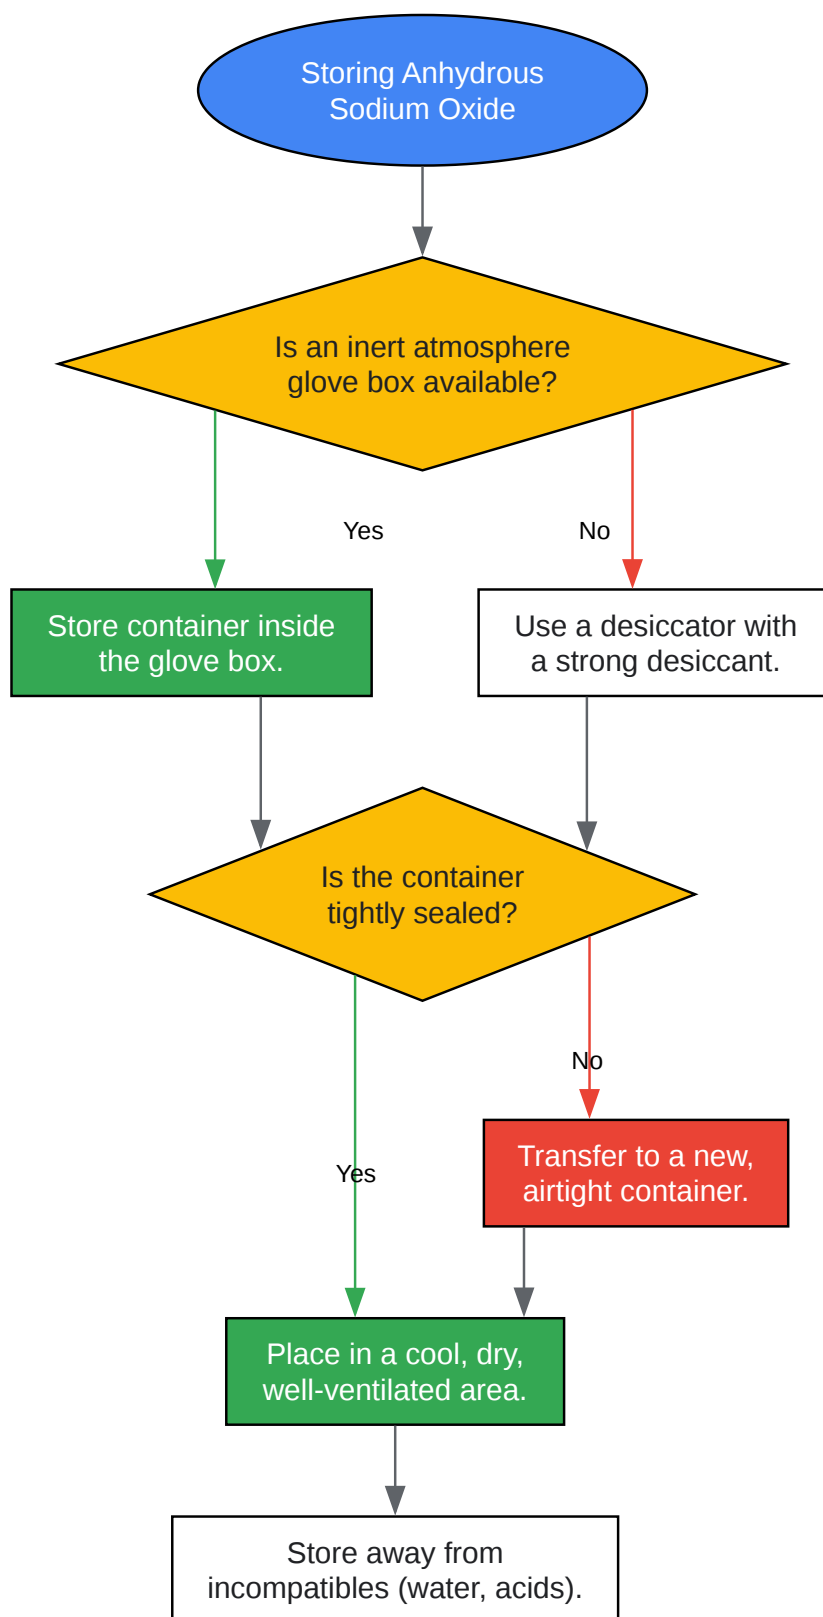 Storing Anhydrous
Sodium Oxide
Is an inert atmosphere
glove box available?
Yes
No
Store container inside
the glove box.
Use a desiccator with
a strong desiccant.
Is the container
tightly sealed?
No
Transfer to a new,
airtight container.
Yes
Place in a cool, dry,
well-ventilated area.
Store away from
incompatibles (water, acids).